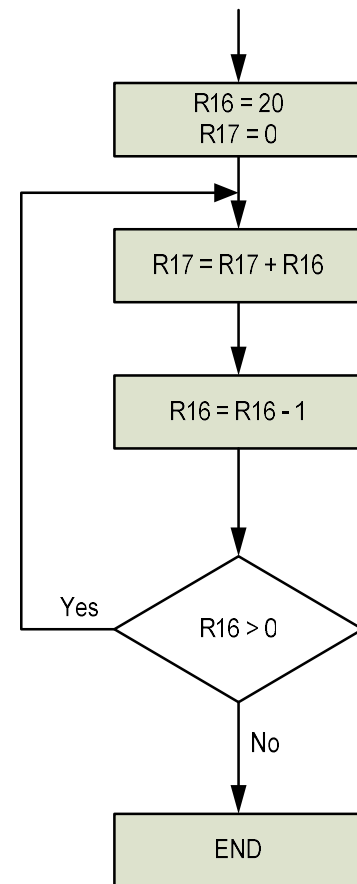 R16 = 20
R17 = 0
R17 = R17 + R16
R16 = R16 - 1
R16 > 0
Yes
No
END